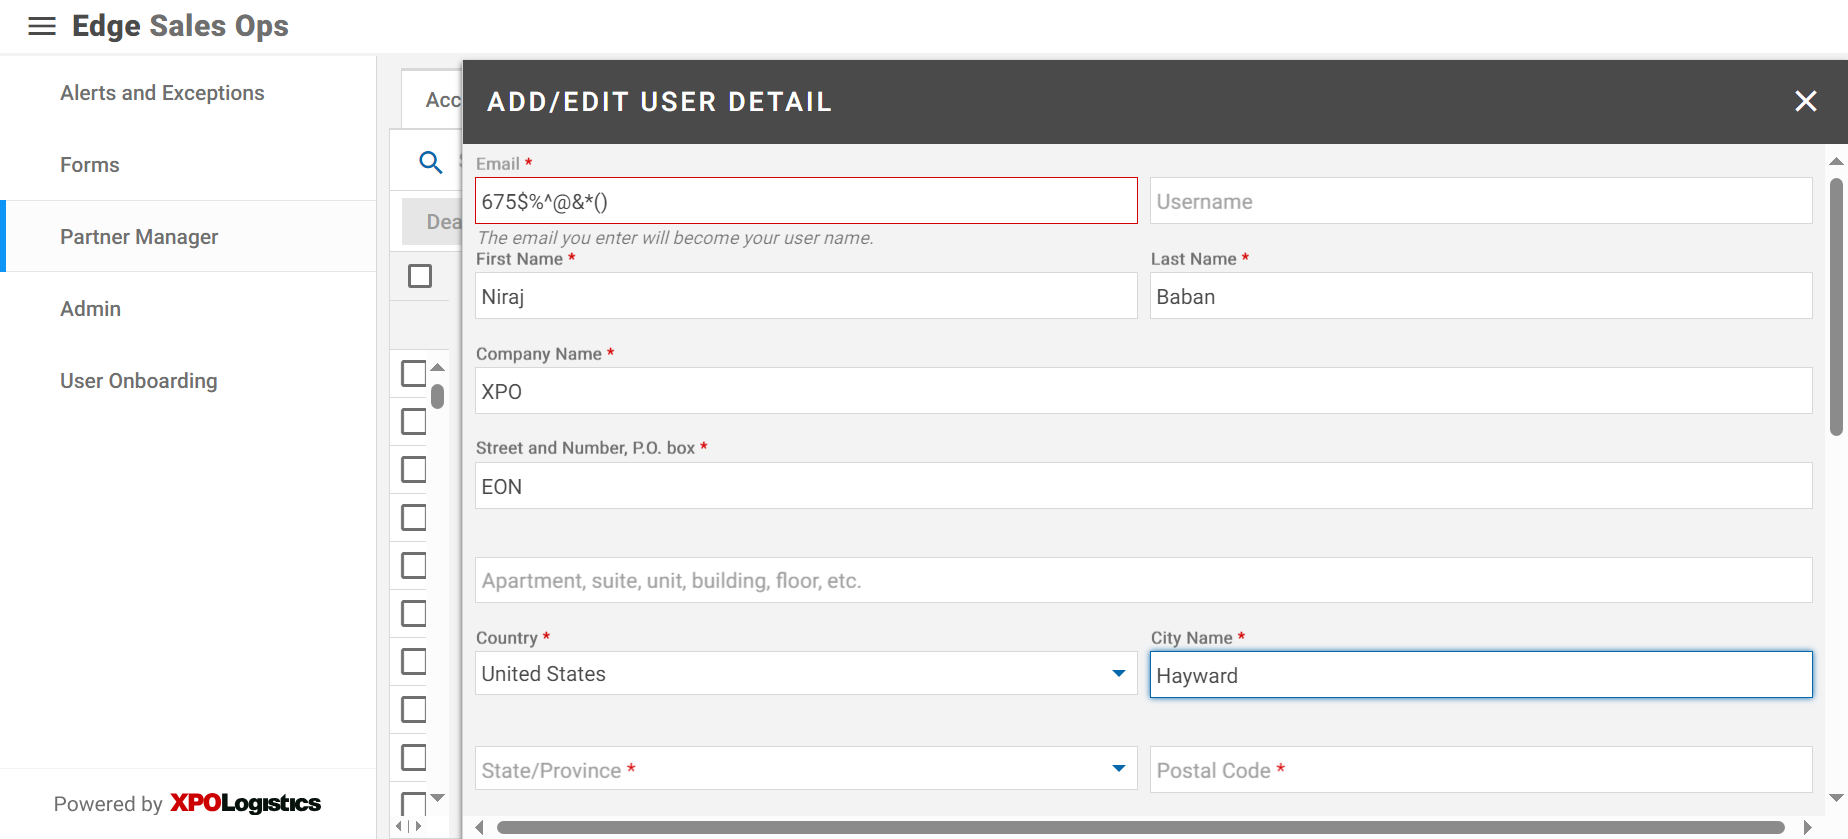 Edge Sales Ops
Alerts and Exceptions
Forms
Partner Manager
Admin
User Onboarding
Powered by XPOLogistics
Acc
Dea
ADD/EDIT USER DETAIL
Email *
675$%^@&*()
Username
The email you enter will become your user name.
First Name *
Last Name *
Niraj
Baban
Company Name *
XPO
Street and Number, P.O. box *
EON
Apartment, suite, unit, building, floor, etc.
Country *
City Name *
United States
Hayward
State/Province *
Postal Code *